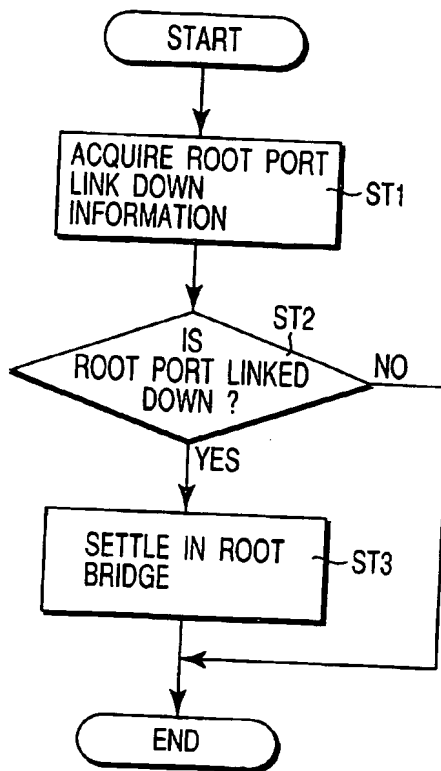 START
ACQUIRE ROOT PORT
LINK DOWN
INFORMATION
ST1
ST2
IS
ROOT PORT LINKED
DOWN ?
NO
YES
SETTLE IN ROOT
BRIDGE
ST3
END